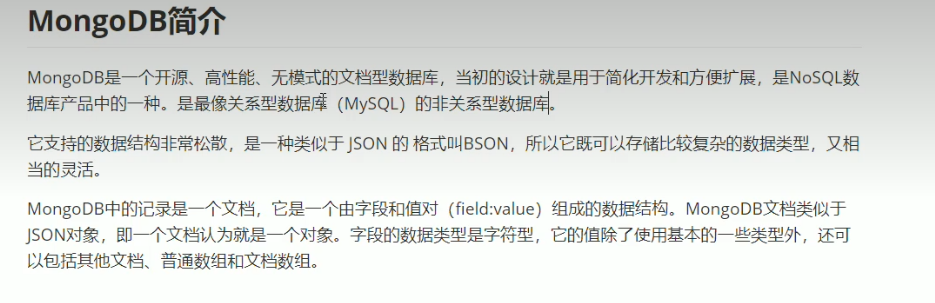 MongoDB简介
MongoDB是一个开源、高性能、无模式的文档型数据库，当初的设计就是用于简化开发和方便扩展，是NoSQL数
据库产品中的一种。是最像关系型数据库（MySQL）的非关系型数据库。
它支持的数据结构非常松散，是一种类似于 JSON 的 格式叫BSON，所以它既可以存储比较复杂的数据类型，又相
当的灵活。
MongoDB中的记录是一个文档，它是一个由字段和值对（field:value）组成的数据结构。MongoDB文档类似于
JSON对象，即一个文档认为就是一个对象。字段的数据类型是字符型，它的值除了使用基本的一些类型外，还可
以包括其他文档、普通数组和文档数组。